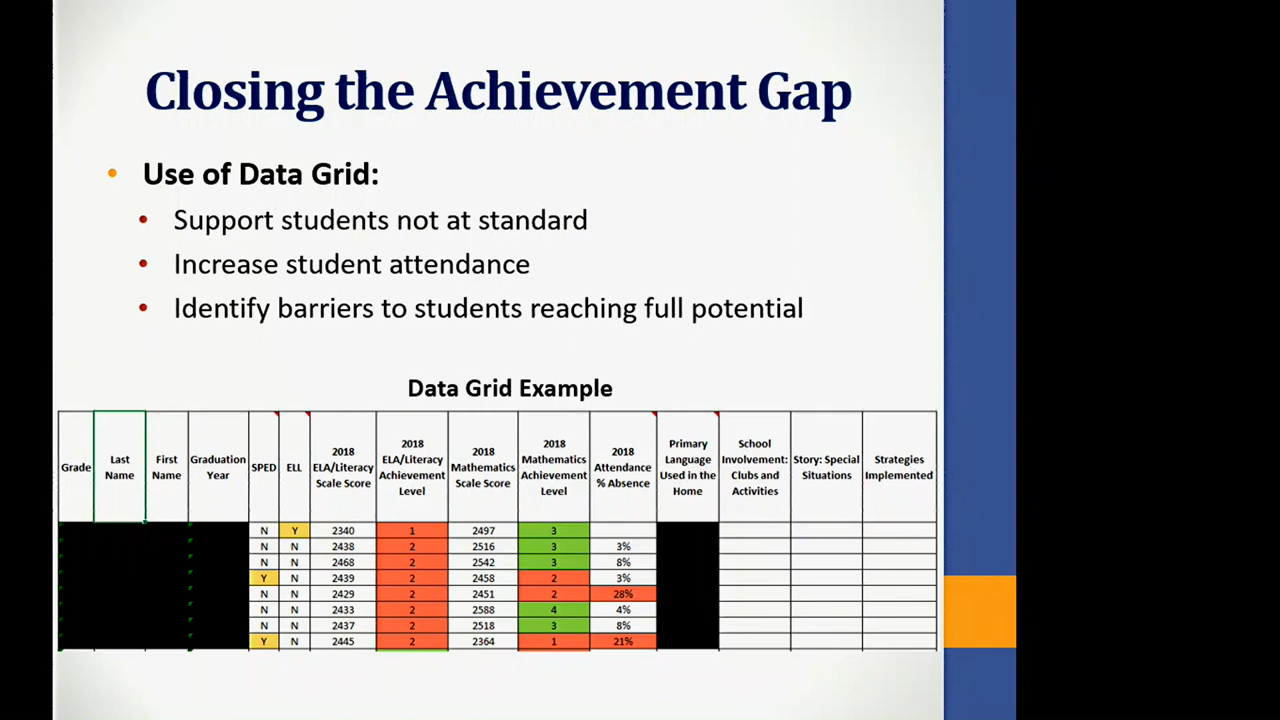 Closing the Achievement Gap
• Use of Data Grid:
• Support students not at standard
• Increase student attendance
• Identify barriers to students reaching full potential
Data Grid Example
Grade Last Name First Name Graduation Year SPED ELL 2018 ELA/Literacy Scale Score 2018 ELA/Literacy Achievement Level 2018 Mathematics Scale Score 2018 Mathematics Achievement Level 2018 Attendance % Absence Primary Language Used in the Home School Involvement: Clubs and Activities Story: Special Situations Strategies Implemented
N Y 2340 1 2497 3
N N 2438 2 2516 3 3%
N N 2468 2 2542 3 8%
Y N 2439 2 2458 2 3%
N N 2429 2 2451 2 28%
N N 2433 2 2588 4 4%
N N 2437 2 2518 3 8%
Y N 2445 2 2364 1 21%